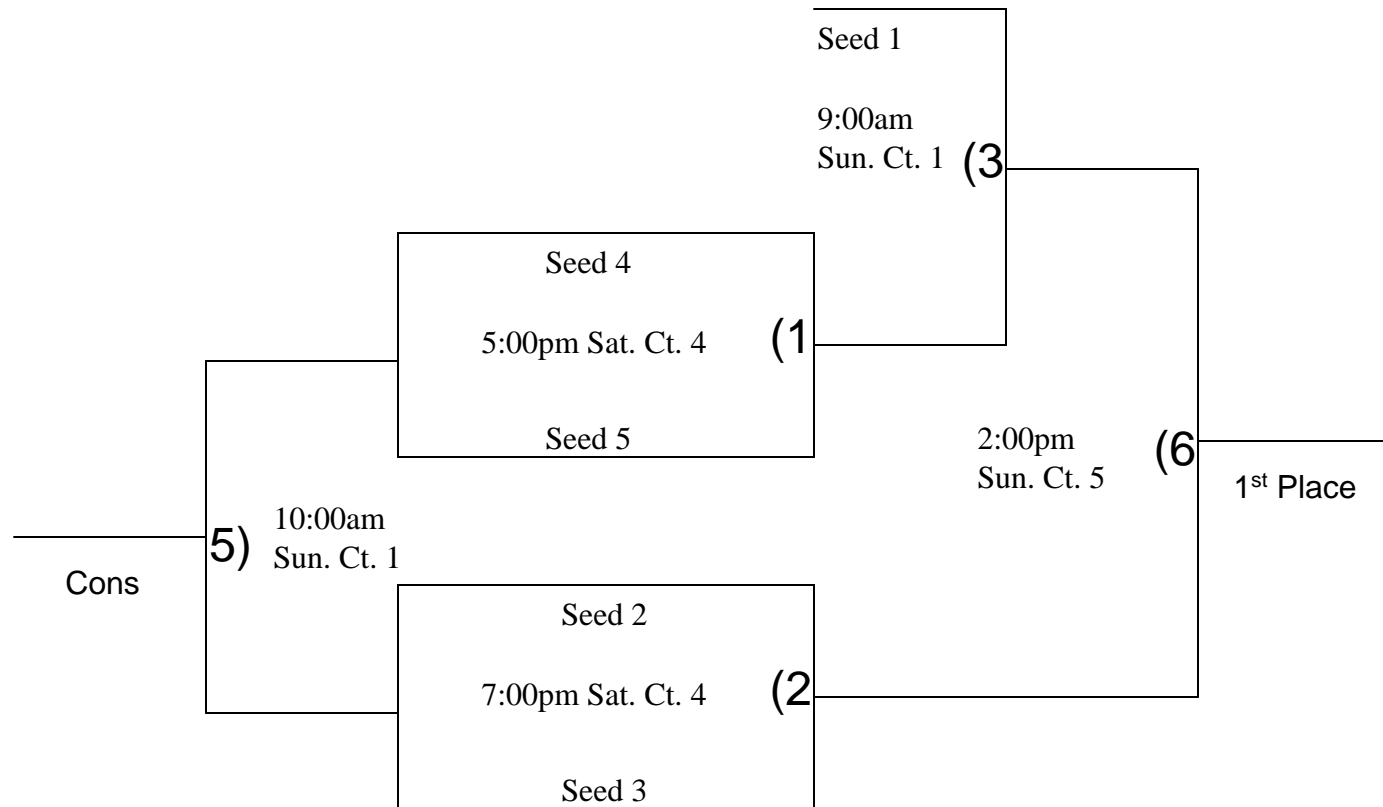 Seed 1
9:00am
Sun. Ct. 1
(3
Seed 4
5:00pm Sat. Ct. 4
(1
Seed 5
2:00pm
Sun. Ct. 5
(6
1st Place
10:00am
Sun. Ct. 1
5)
Cons
Seed 2
7:00pm Sat. Ct. 4
(2
Seed 3